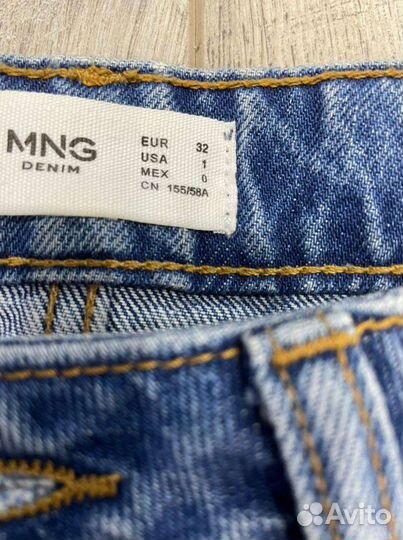 MNG
DENIM
EUR 32
USA 1
MEX 0
CN 155/58A
Avito